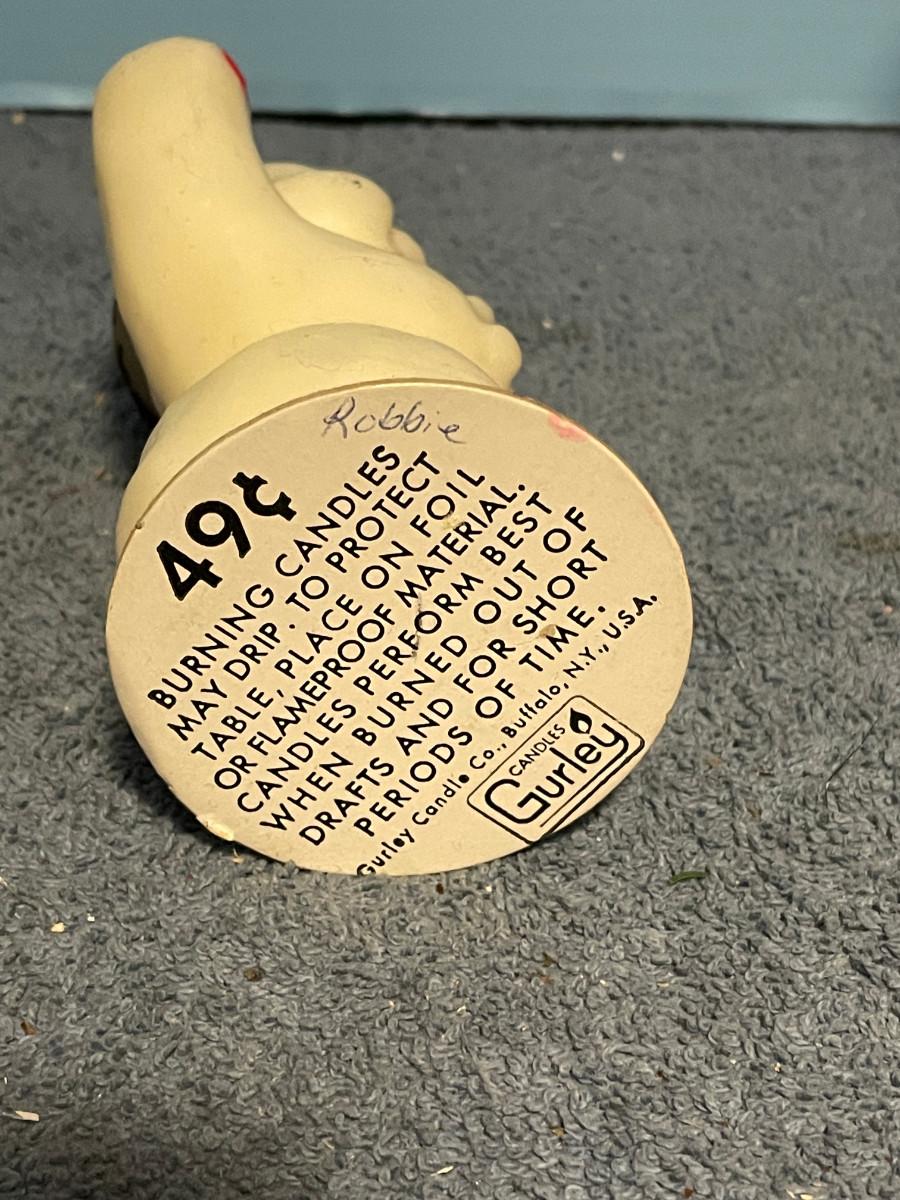 Robbie
49¢
BURNING CANDLES
MAY DRIP. TO PROTECT
TABLE, PLACE ON FOIL
OR FLAMEPROOF MATERIAL.
CANDLES PERFORM BEST
WHEN BURNED OUT OF
DRAFTS AND FOR SHORT
PERIODS OF TIME.
Gurley Candle Co., Buffalo, N.Y., U.S.A.
CANDLES
Gurley